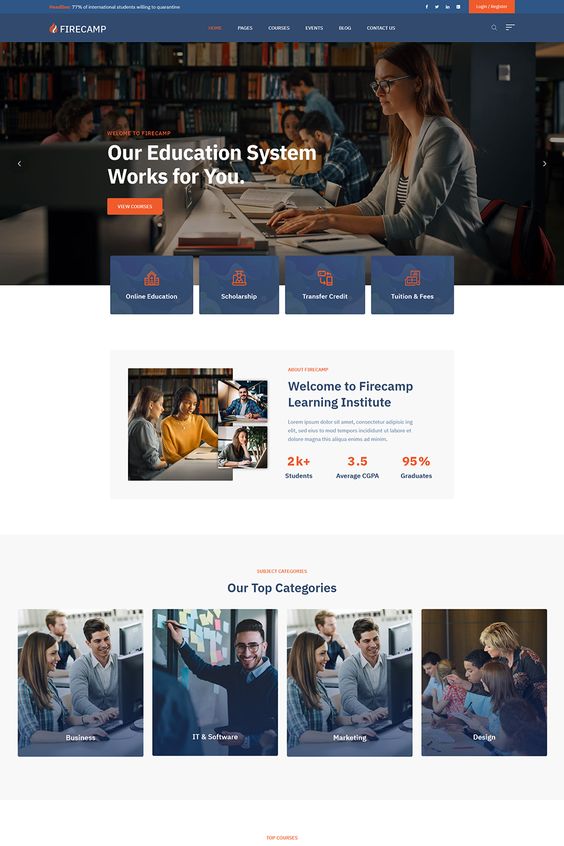 Headline: 77% of international students willing to quarantine
Login / Register
FIRECAMP
HOME PAGES COURSES EVENTS BLOG CONTACT US
WELOME TO FIRECAMP
Our Education System
Works for You.
VIEW COURSES
Online Education
Scholarship
Transfer Credit
Tuition & Fees
ABOUT FIRECAMP
Welcome to Firecamp
Learning Institute
Lorem ipsum dolor sit amet, consectetur adipisic ing
elit, sed eius to mod tempors incididunt ut labore et
dolore magna this aliqua enims ad minim.
2k+ 3.5 95%
Students Average CGPA Graduates
SUBJECT CATEGORIES
Our Top Categories
Business
IT & Software
Marketing
Design
TOP COURSES